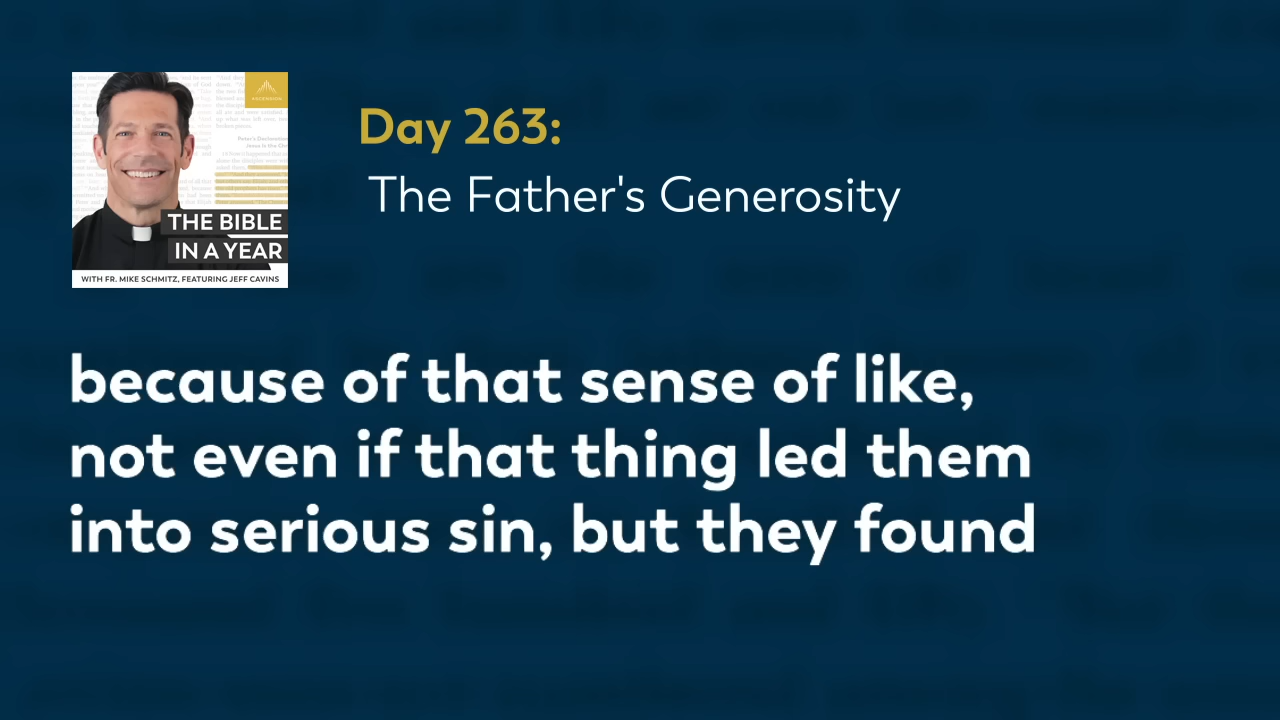 ASCENSION
THE BIBLE
IN A YEAR
WITH FR. MIKE SCHMITZ, FEATURING JEFF CAVINS
Day 263:
The Father's Generosity
because of that sense of like,
not even if that thing led them
into serious sin, but they found